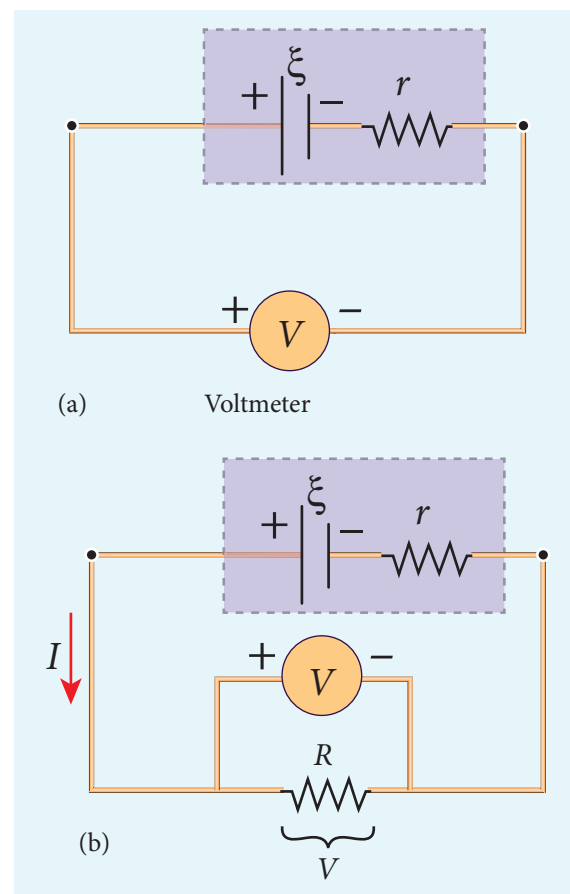 ξ
+ − r
+ V −
(a) Voltmeter
ξ
+ − r
I + V −
R
(b)
V